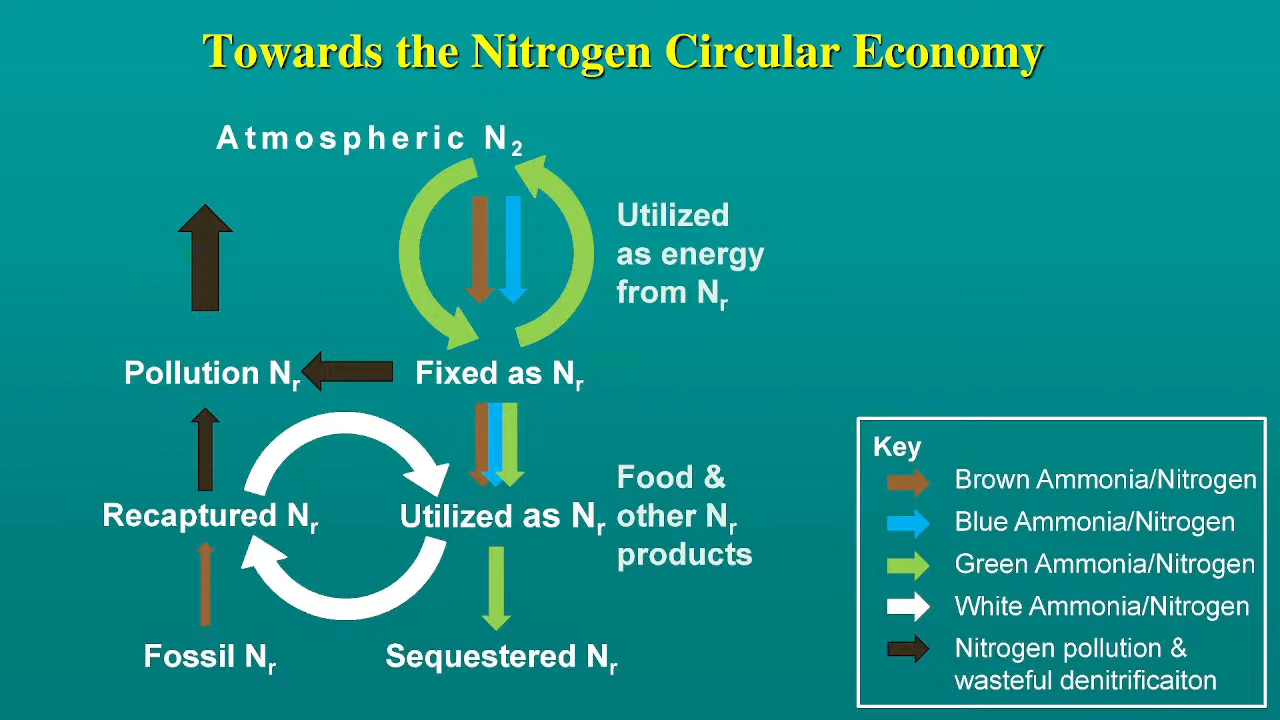 Towards the Nitrogen Circular Economy
Atmospheric N₂
Utilized
as energy
from Nᵣ
Pollution Nᵣ
Fixed as Nᵣ
Food &
other Nᵣ
products
Recaptured Nᵣ
Utilized as Nᵣ
Fossil Nᵣ
Sequestered Nᵣ
Key
Brown Ammonia/Nitrogen
Blue Ammonia/Nitrogen
Green Ammonia/Nitrogen
White Ammonia/Nitrogen
Nitrogen pollution &
wasteful denitrificaiton